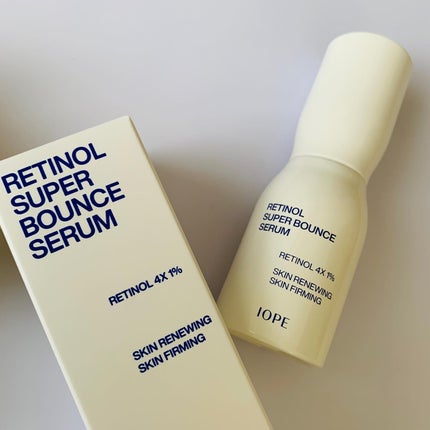 RETINOL
SUPER
BOUNCE
SERUM
RETINOL 4X 1%
SKIN RENEWING
SKIN FIRMING
RETINOL
SUPER BOUNCE
SERUM
RETINOL 4X 1%
SKIN RENEWING
SKIN FIRMING
IOPE